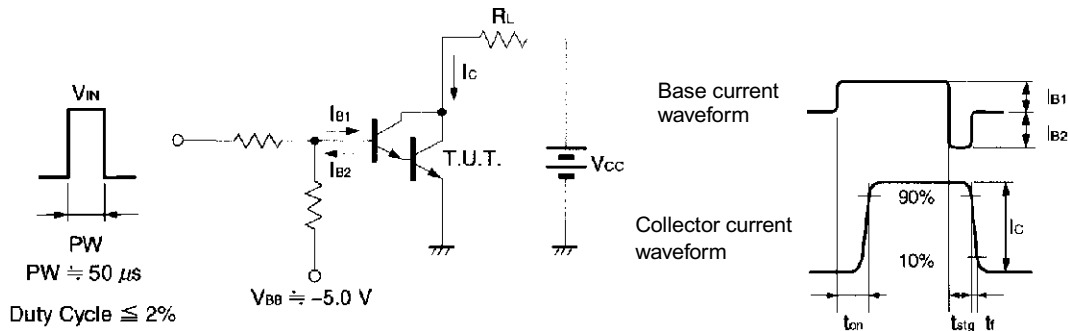 VIN
PW
PW ≒ 50 μs
Duty Cycle ≦ 2%
RL
IC
IB1
IB2
T.U.T.
VCC
VBB ≒ −5.0 V
Base current
waveform
IB1
IB2
Collector current
waveform
90%
10%
IC
ton
tstg
tf